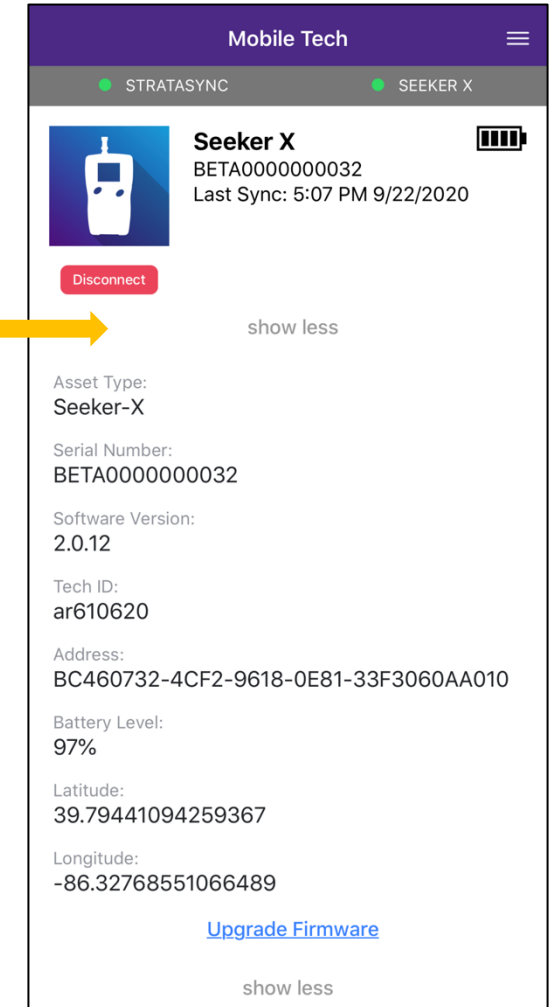 Mobile Tech
STRATASYNC SEEKER X
Seeker X
BETA0000000032
Last Sync: 5:07 PM 9/22/2020
Disconnect
show less
Asset Type:
Seeker-X
Serial Number:
BETA0000000032
Software Version:
2.0.12
Tech ID:
ar610620
Address:
BC460732-4CF2-9618-0E81-33F3060AA010
Battery Level:
97%
Latitude:
39.79441094259367
Longitude:
-86.32768551066489
Upgrade Firmware
show less